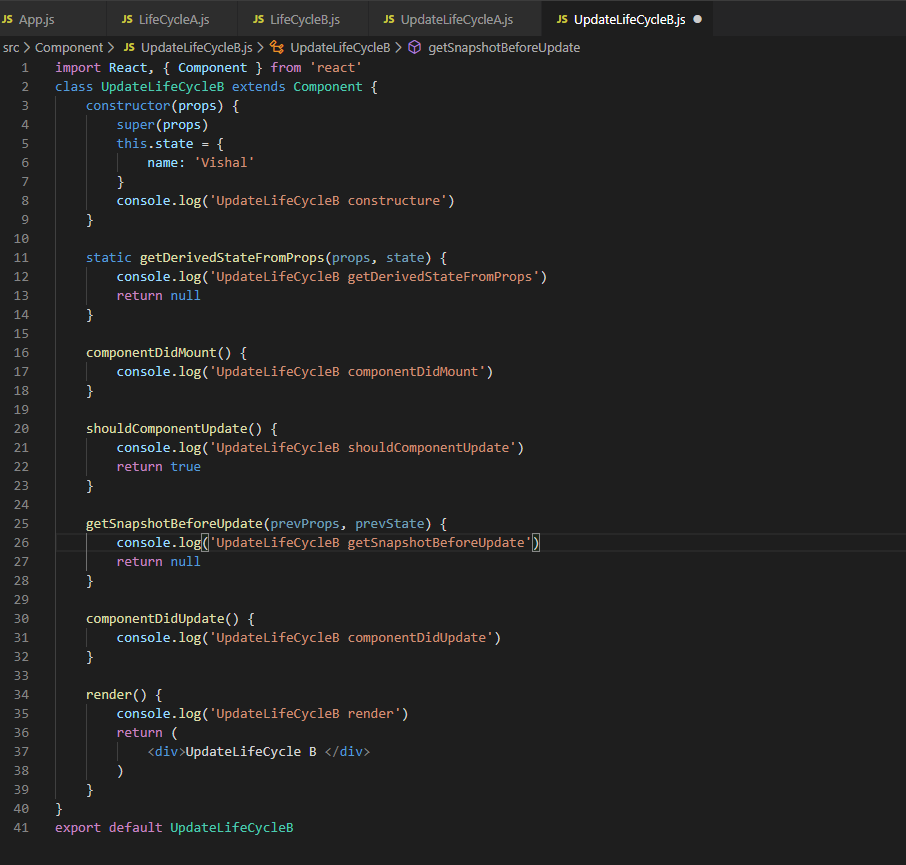 JS App.js JS LifeCycleA.js JS LifeCycleB.js JS UpdateLifeCycleA.js JS UpdateLifeCycleB.js
src > Component > JS UpdateLifeCycleB.js > UpdateLifeCycleB > getSnapshotBeforeUpdate
1 import React, { Component } from 'react'
2 class UpdateLifeCycleB extends Component {
3     constructor(props) {
4         super(props)
5         this.state = {
6             name: 'Vishal'
7         }
8         console.log('UpdateLifeCycleB constructure')
9     }
10
11     static getDerivedStateFromProps(props, state) {
12         console.log('UpdateLifeCycleB getDerivedStateFromProps')
13         return null
14     }
15
16     componentDidMount() {
17         console.log('UpdateLifeCycleB componentDidMount')
18     }
19
20     shouldComponentUpdate() {
21         console.log('UpdateLifeCycleB shouldComponentUpdate')
22         return true
23     }
24
25     getSnapshotBeforeUpdate(prevProps, prevState) {
26         console.log('UpdateLifeCycleB getSnapshotBeforeUpdate')
27         return null
28     }
29
30     componentDidUpdate() {
31         console.log('UpdateLifeCycleB componentDidUpdate')
32     }
33
34     render() {
35         console.log('UpdateLifeCycleB render')
36         return (
37             <div>UpdateLifeCycle B </div>
38         )
39     }
40 }
41 export default UpdateLifeCycleB